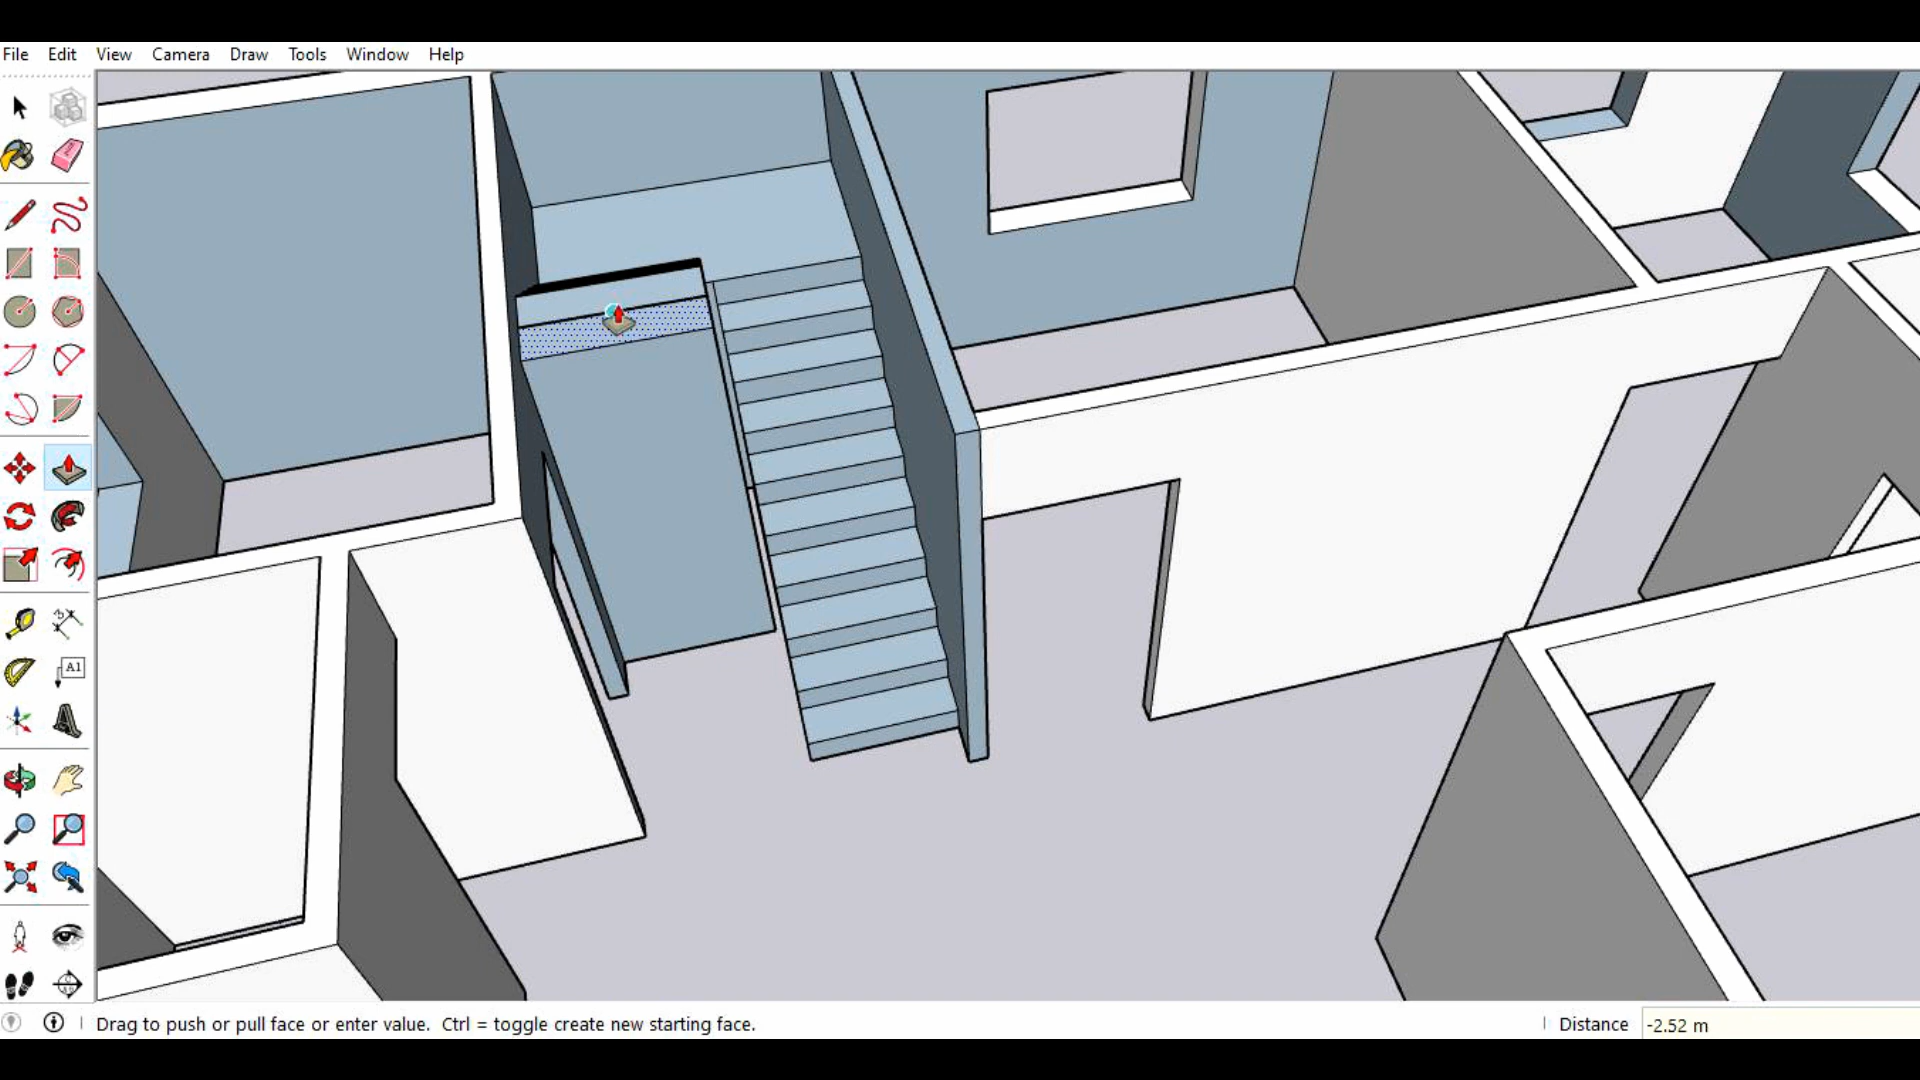 File Edit View Camera Draw Tools Window Help
A1
Drag to push or pull face or enter value. Ctrl = toggle create new starting face.
Distance -2.52 m